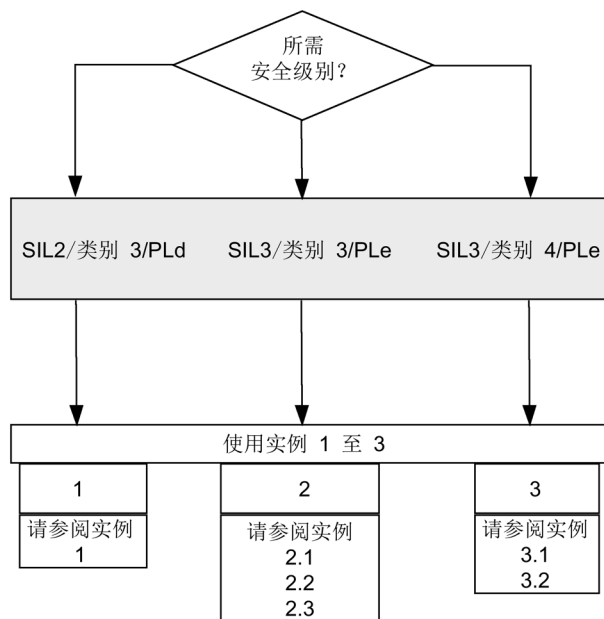 所需
安全级别？
SIL2/类别 3/PLd SIL3/类别 3/PLe SIL3/类别 4/PLe
使用实例 1 至 3
1 2 3
请参阅实例 请参阅实例 请参阅实例
1 2.1 3.1
2.2 3.2
2.3